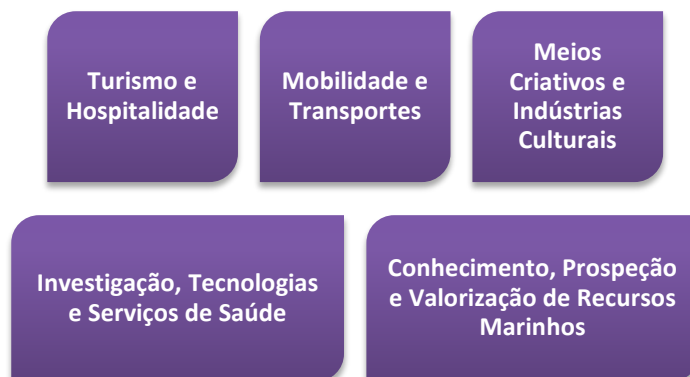 Turismo e
Hospitalidade
Mobilidade e
Transportes
Meios
Criativos e
Indústrias
Culturais
Investigação, Tecnologias
e Serviços de Saúde
Conhecimento, Prospeção
e Valorização de Recursos
Marinhos